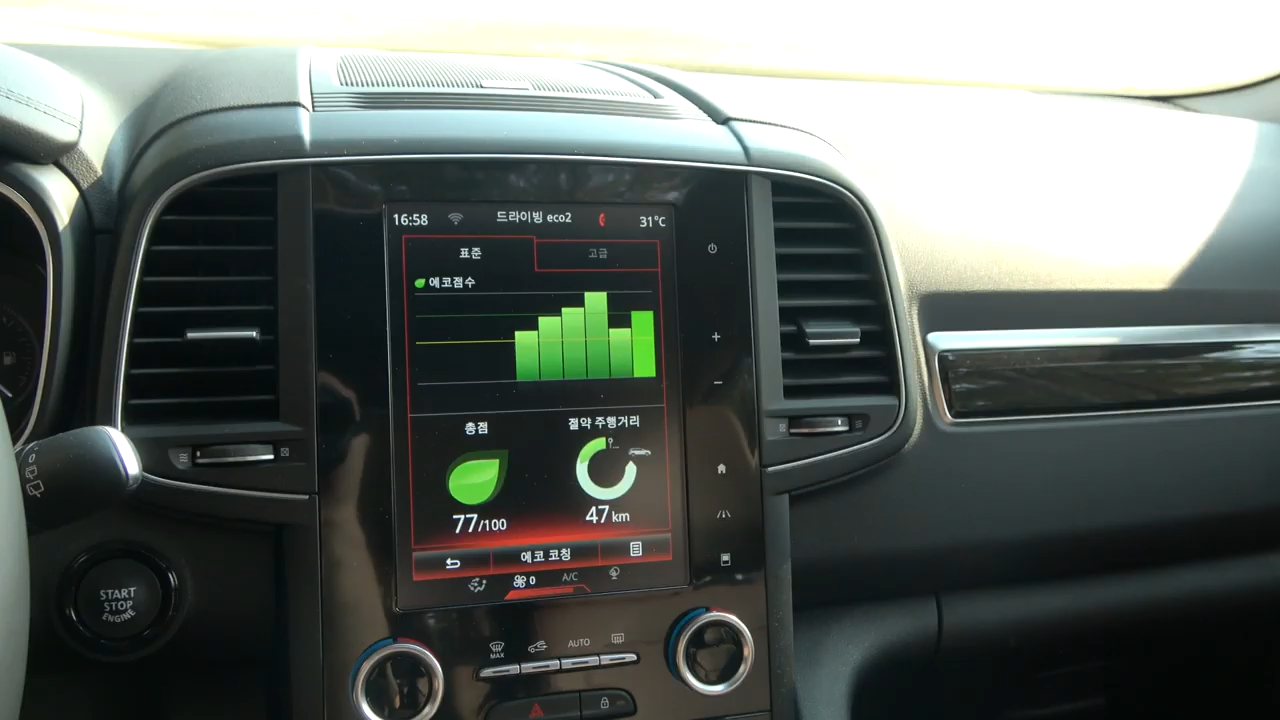 16:58 드라이빙 eco2 31°C
표준 고급
에코점수
총점 절약 주행거리
77/100 47 km
에코 코칭
0 A/C
START
STOP
ENGINE
MAX AUTO